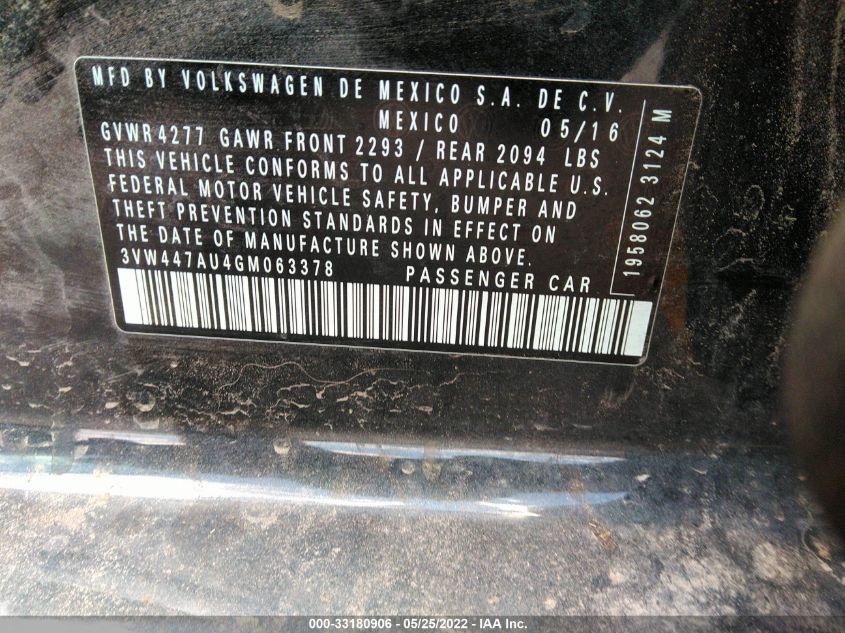 MFD BY VOLKSWAGEN DE MEXICO S.A. DE C.V.
MEXICO 05/16
GVWR 4277 GAWR FRONT 2293 / REAR 2094 LBS
THIS VEHICLE CONFORMS TO ALL APPLICABLE U.S.
FEDERAL MOTOR VEHICLE SAFETY, BUMPER AND
THEFT PREVENTION STANDARDS IN EFFECT ON
THE DATE OF MANUFACTURE SHOWN ABOVE.
3VW447AU4GM063378 PASSENGER CAR
1958062 3124 M
000-33180906 - 05/25/2022 - IAA Inc.